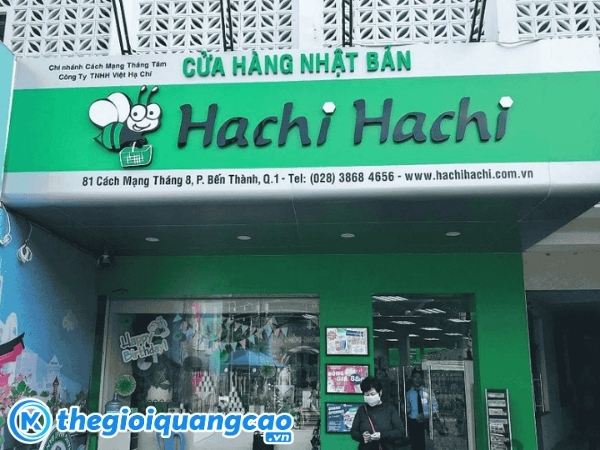 Chi nhánh Cách Mạng Tháng Tám
Công Ty TNHH Việt Hạ Chí
CỬA HÀNG NHẬT BẢN
Hachi Hachi
81 Cách Mạng Tháng 8, P. Bến Thành, Q.1 - Tel: (028) 3868 4656 - www.hachihachi.com.vn
Happy
Birthday
thegioiquangcao
.vn